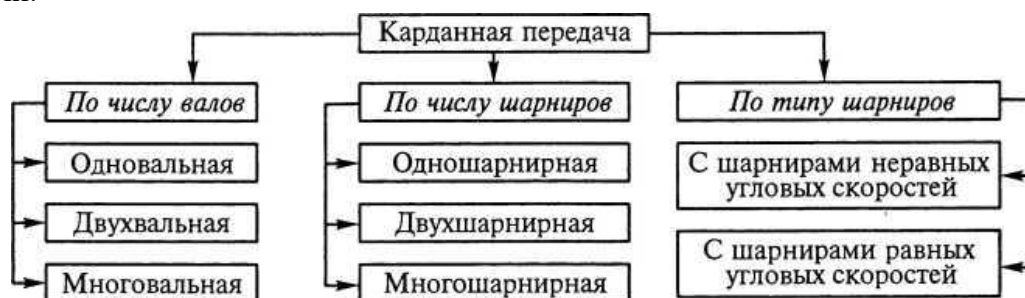 Карданная передача
По числу валов
Одновальная
Двухвальная
Многовальная
По числу шарниров
Одношарнирная
Двухшарнирная
Многошарнирная
По типу шарниров
С шарнирами неравных
угловых скоростей
С шарнирами равных
угловых скоростей